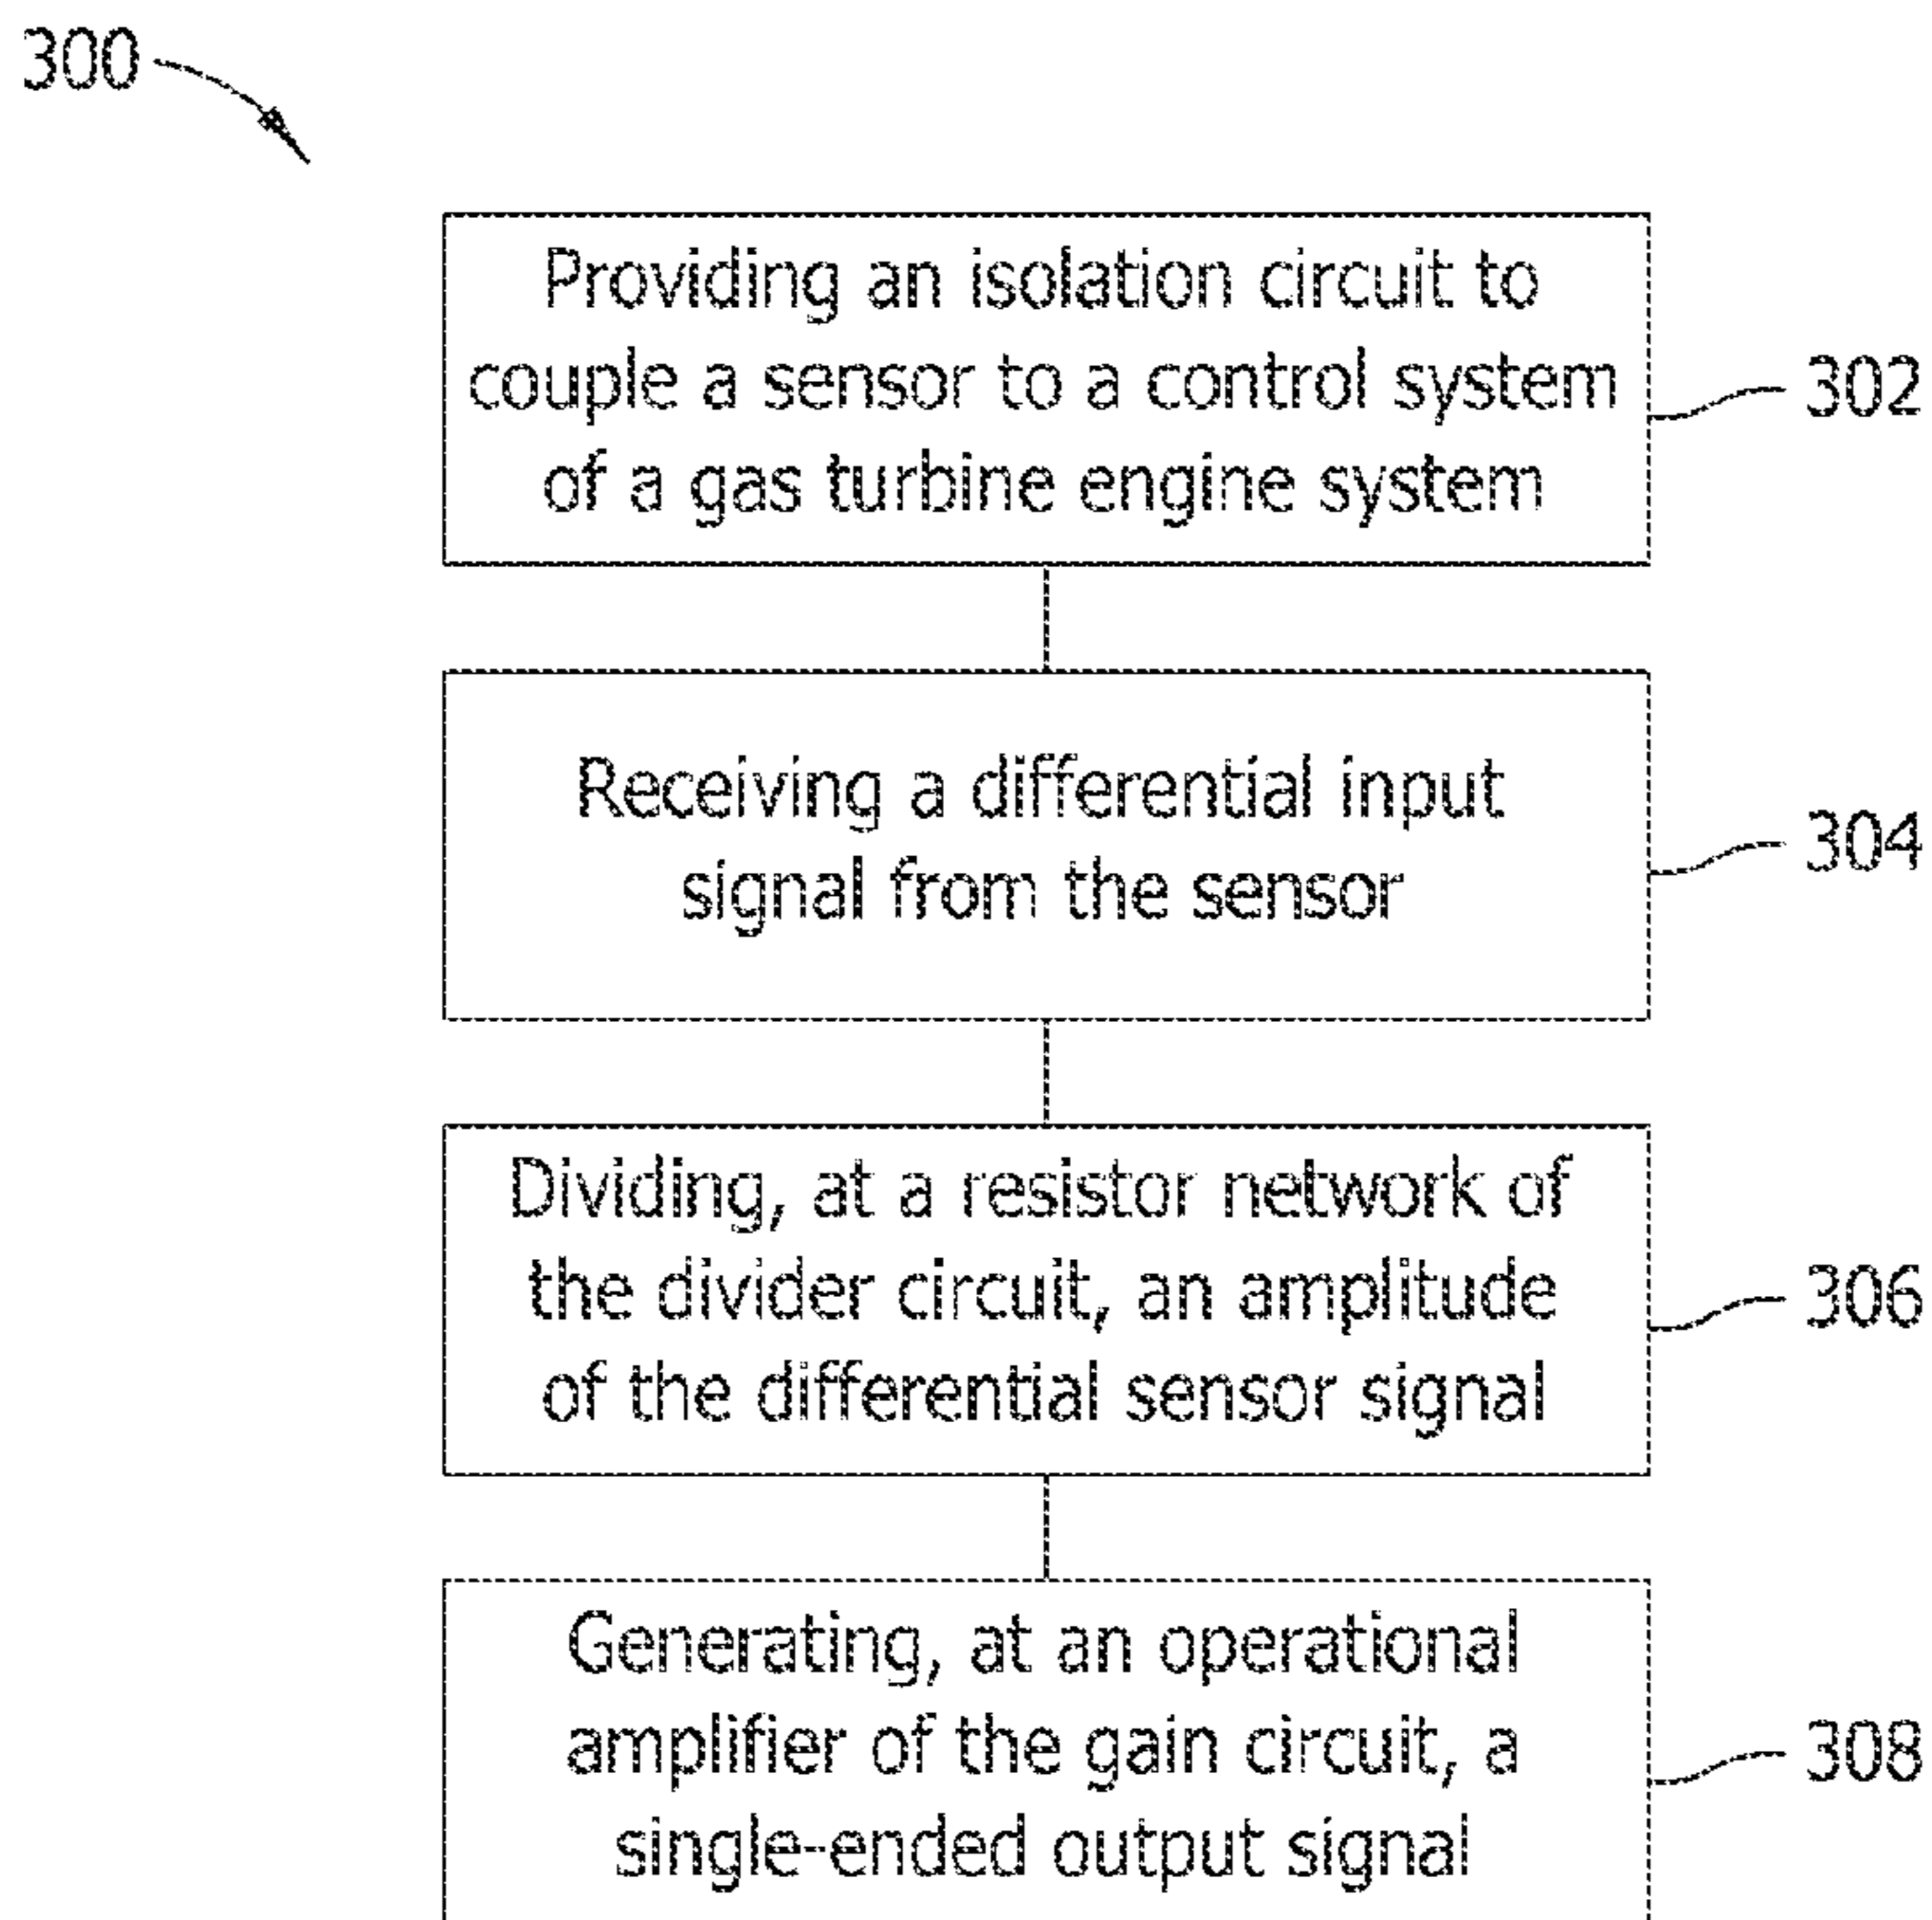 300
Providing an isolation circuit to
couple a sensor to a control system
of a gas turbine engine system
302
Receiving a differential input
signal from the sensor
304
Dividing, at a resistor network of
the divider circuit, an amplitude
of the differential sensor signal
306
Generating, at an operational
amplifier of the gain circuit, a
single-ended output signal
308